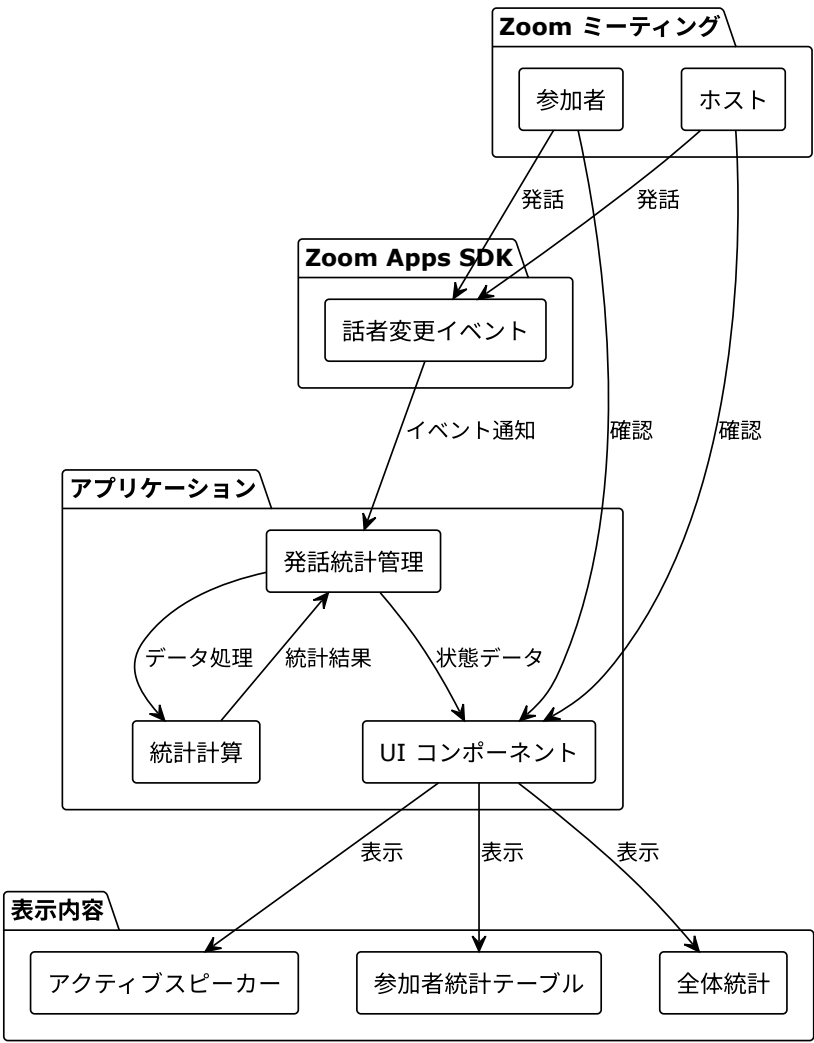 Zoom ミーティング
参加者
ホスト
発話
発話
Zoom Apps SDK
話者変更イベント
イベント通知
確認
確認
アプリケーション
発話統計管理
データ処理
統計結果
状態データ
統計計算
UI コンポーネント
表示
表示
表示
表示内容
アクティブスピーカー
参加者統計テーブル
全体統計